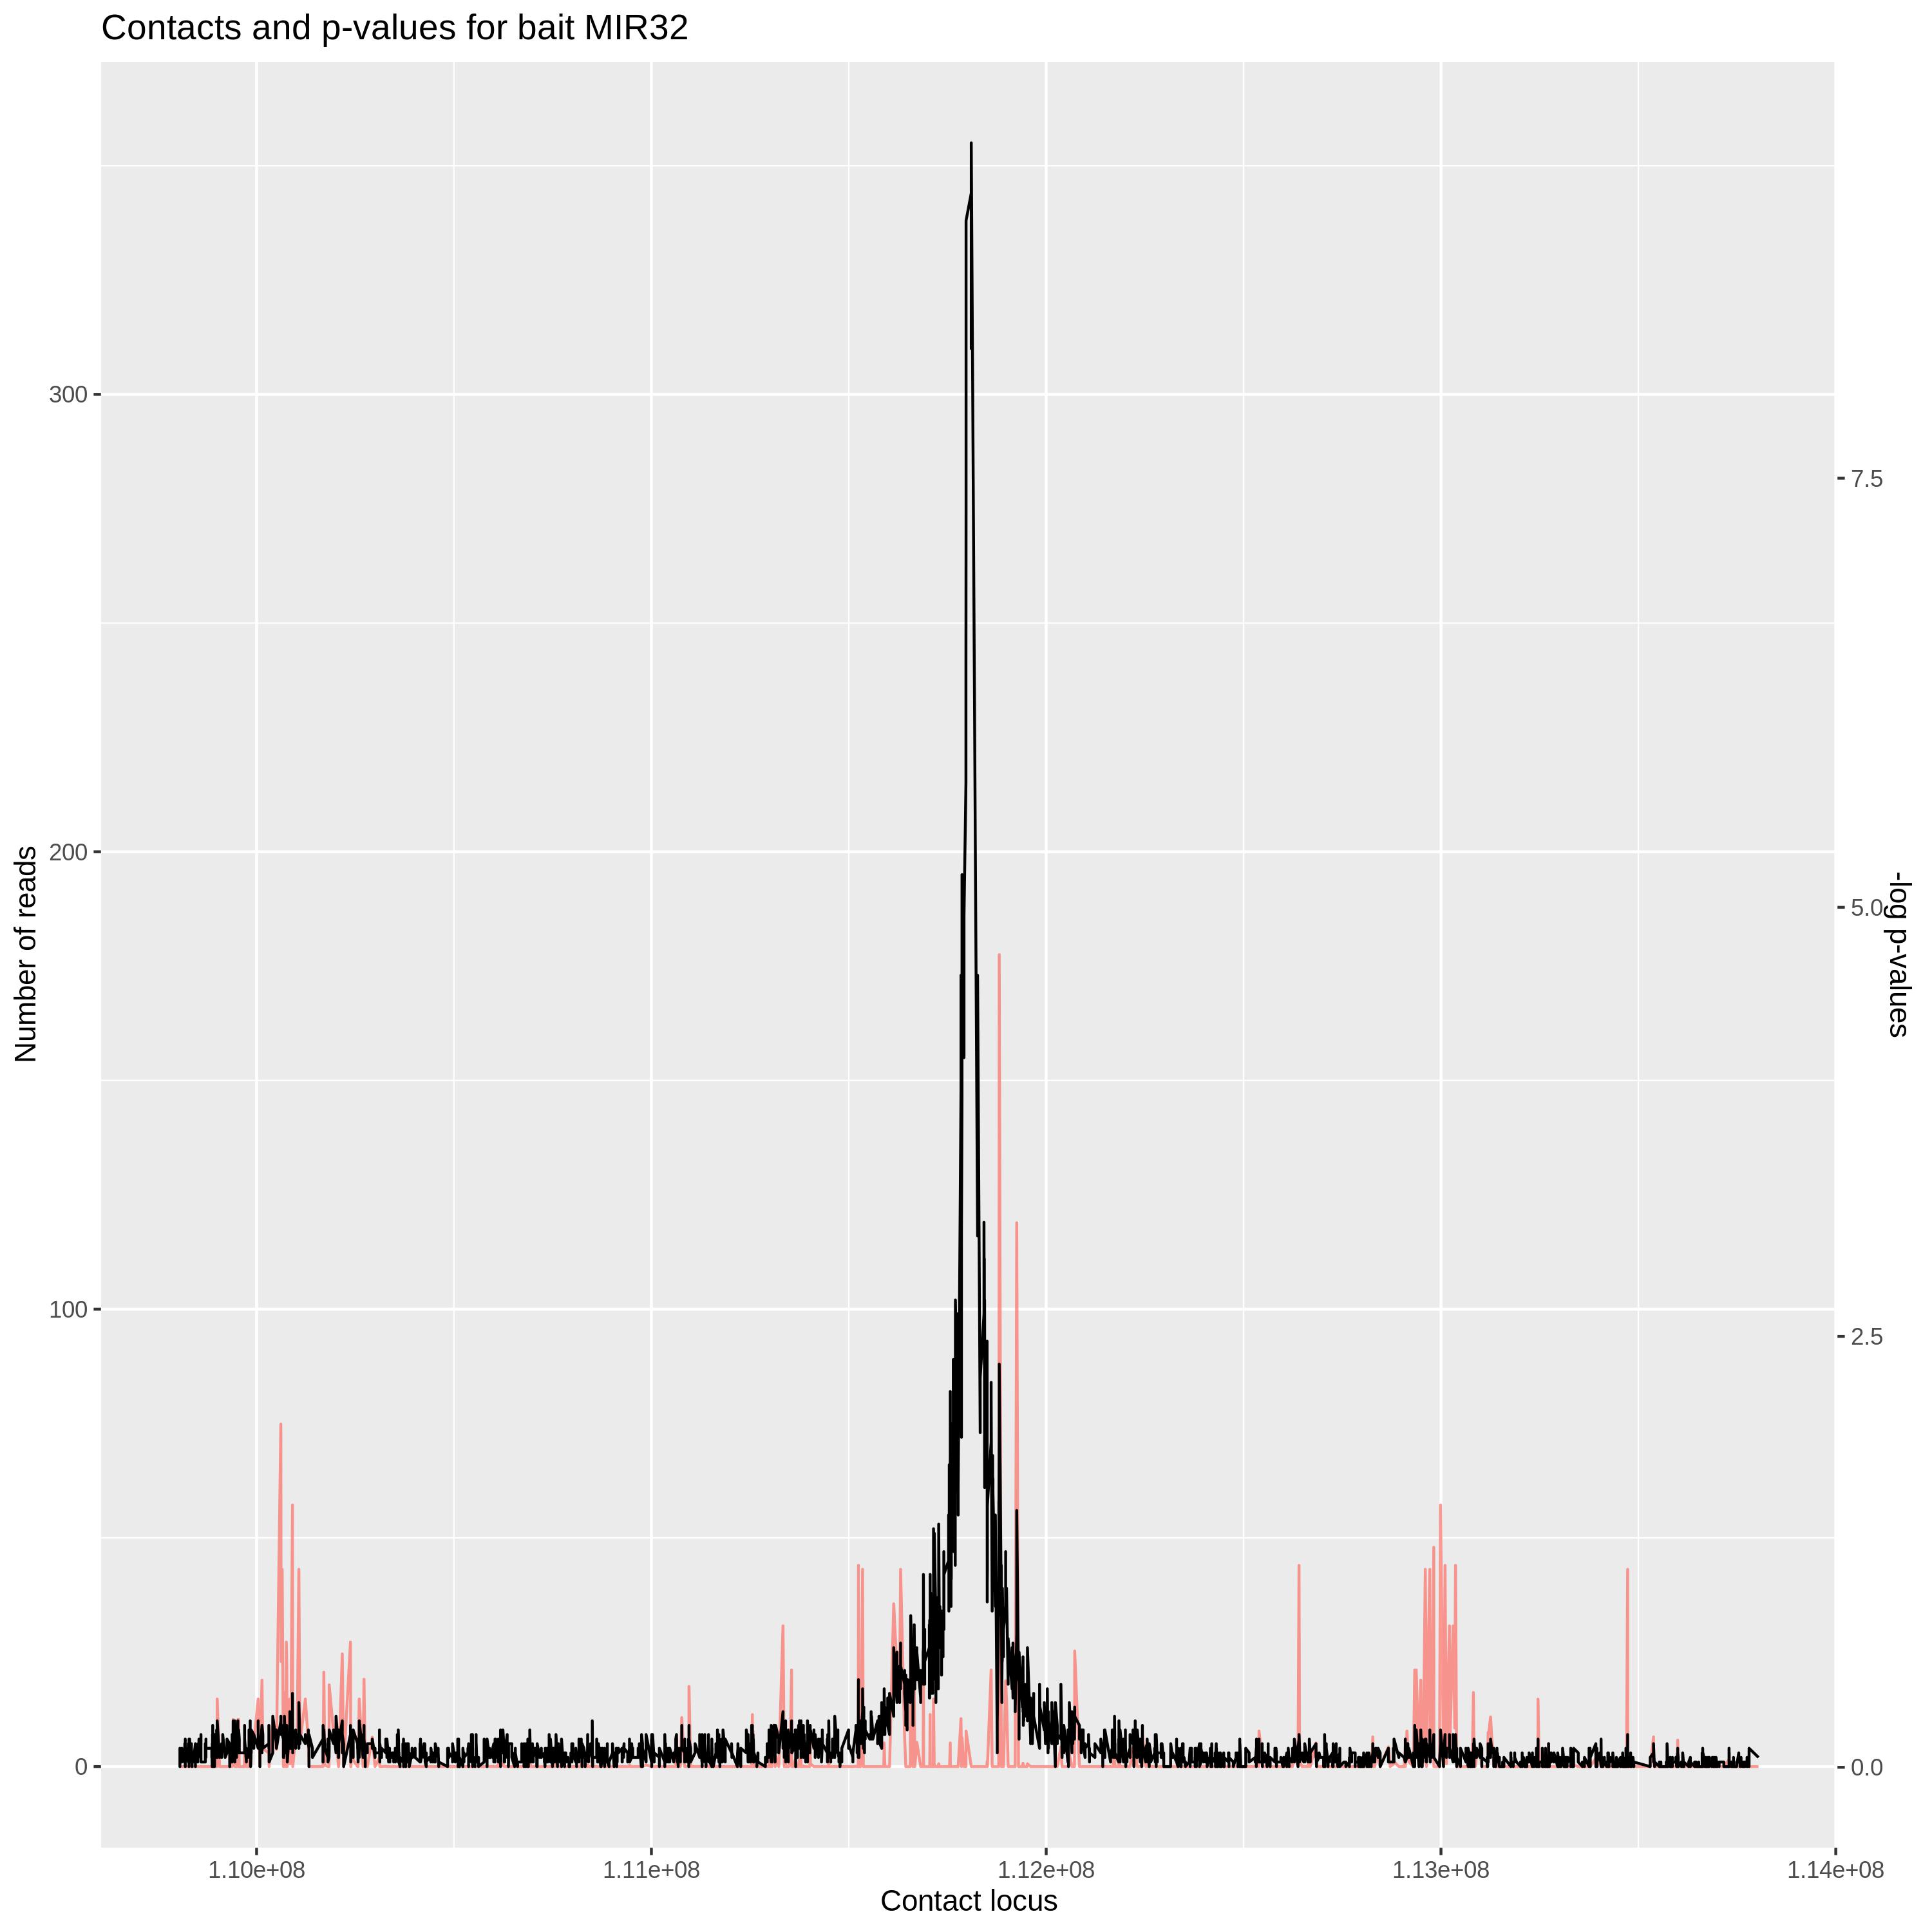 Contacts and p-values for bait MIR32
Number of reads
300
200
100
0
-log p-values
7.5
5.0
2.5
0.0
1.10e+08
1.11e+08
1.12e+08
1.13e+08
1.14e+08
Contact locus